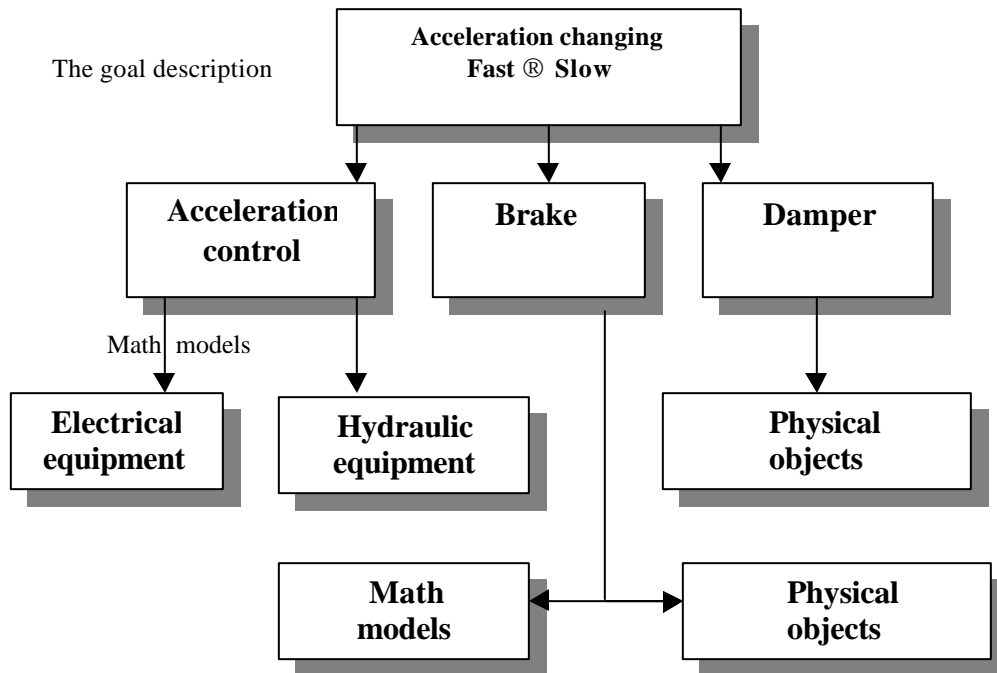 Acceleration changing
Fast ® Slow
The goal description
Acceleration
control
Brake
Damper
Math models
Electrical
equipment
Hydraulic
equipment
Physical
objects
Math
models
Physical
objects